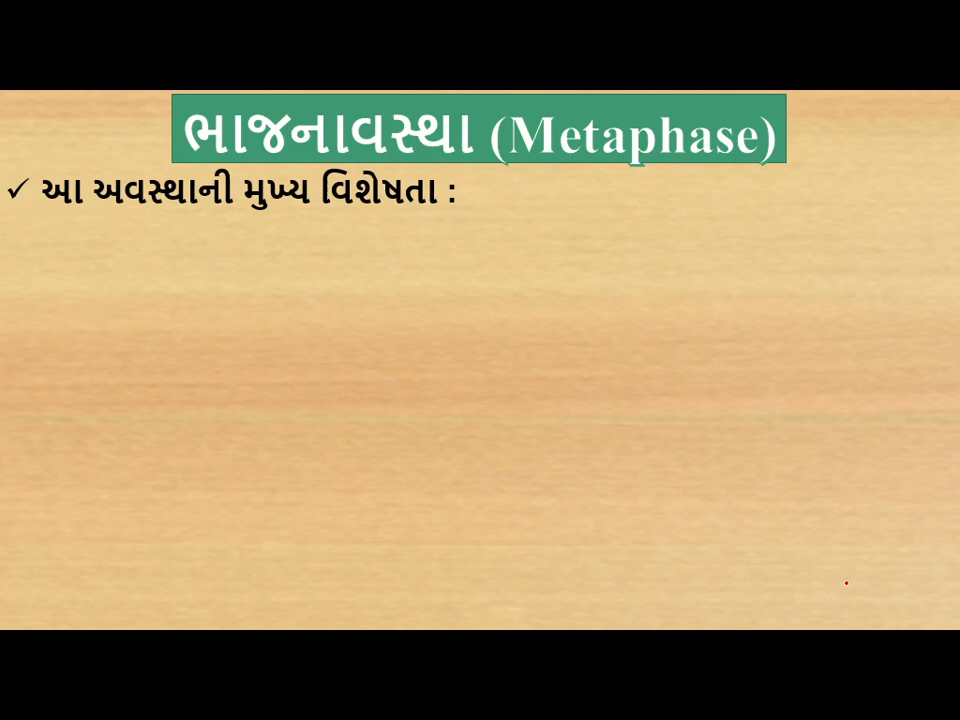 ભાજનાવસ્થા (Metaphase)
✓ આ અવસ્થાની મુખ્ય વિશેષતા :